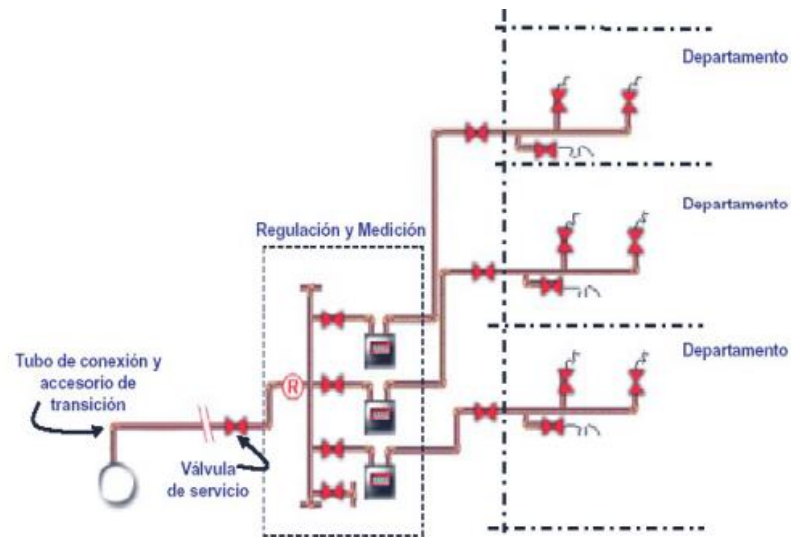 Departamento
Departamento
Regulación y Medición
Departamento
Tubo de conexión y
accesorio de
transición
R
Válvula
de servicio